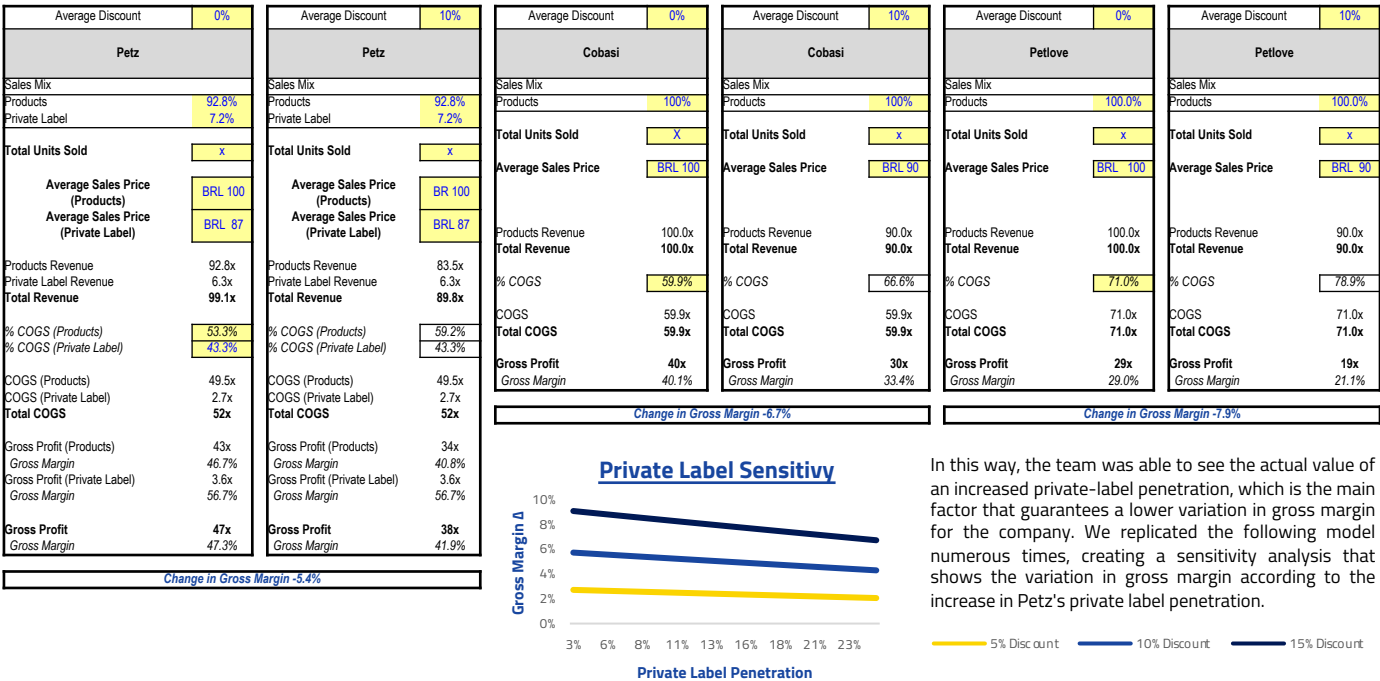 Average Discount 0%
Petz
Sales Mix
Products 92.8%
Private Label 7.2%
Total Units Sold x
Average Sales Price
(Products) BRL 100
Average Sales Price
(Private Label) BRL 87
Products Revenue 92.8x
Private Label Revenue 6.3x
Total Revenue 99.1x
% COGS (Products) 53.3%
% COGS (Private Label) 43.3%
COGS (Products) 49.5x
COGS (Private Label) 2.7x
Total COGS 52x
Gross Profit (Products) 43x
Gross Margin 46.7%
Gross Profit (Private Label) 3.6x
Gross Margin 56.7%
Gross Profit 47x
Gross Margin 47.3%
Average Discount 10%
Petz
Sales Mix
Products 92.8%
Private Label 7.2%
Total Units Sold x
Average Sales Price
(Products) BR 100
Average Sales Price
(Private Label) BRL 87
Products Revenue 83.5x
Private Label Revenue 6.3x
Total Revenue 89.8x
% COGS (Products) 59.2%
% COGS (Private Label) 43.3%
COGS (Products) 49.5x
COGS (Private Label) 2.7x
Total COGS 52x
Gross Profit (Products) 34x
Gross Margin 40.8%
Gross Profit (Private Label) 3.6x
Gross Margin 56.7%
Gross Profit 38x
Gross Margin 41.9%
Change in Gross Margin -5.4%
Average Discount 0%
Cobasi
Sales Mix
Products 100%
Total Units Sold X
Average Sales Price BRL 100
Products Revenue 100.0x
Total Revenue 100.0x
% COGS 59.9%
COGS 59.9x
Total COGS 59.9x
Gross Profit 40x
Gross Margin 40.1%
Average Discount 10%
Cobasi
Sales Mix
Products 100%
Total Units Sold x
Average Sales Price BRL 90
Products Revenue 90.0x
Total Revenue 90.0x
% COGS 66.6%
COGS 59.9x
Total COGS 59.9x
Gross Profit 30x
Gross Margin 33.4%
Change in Gross Margin -6.7%
Average Discount 0%
Petlove
Sales Mix
Products 100.0%
Total Units Sold x
Average Sales Price BRL 100
Products Revenue 100.0x
Total Revenue 100.0x
% COGS 71.0%
COGS 71.0x
Total COGS 71.0x
Gross Profit 29x
Gross Margin 29.0%
Average Discount 10%
Petlove
Sales Mix
Products 100.0%
Total Units Sold x
Average Sales Price BRL 90
Products Revenue 90.0x
Total Revenue 90.0x
% COGS 78.9%
COGS 71.0x
Total COGS 71.0x
Gross Profit 19x
Gross Margin 21.1%
Change in Gross Margin -7.9%
Private Label Sensitivy
Gross Margin Δ
10%
8%
6%
4%
2%
0%
3% 6% 8% 11% 13% 16% 18% 21% 23%
Private Label Penetration
In this way, the team was able to see the actual value of
an increased private-label penetration, which is the main
factor that guarantees a lower variation in gross margin
for the company. We replicated the following model
numerous times, creating a sensitivity analysis that
shows the variation in gross margin according to the
increase in Petz's private label penetration.
5% Discount 10% Discount 15% Discount